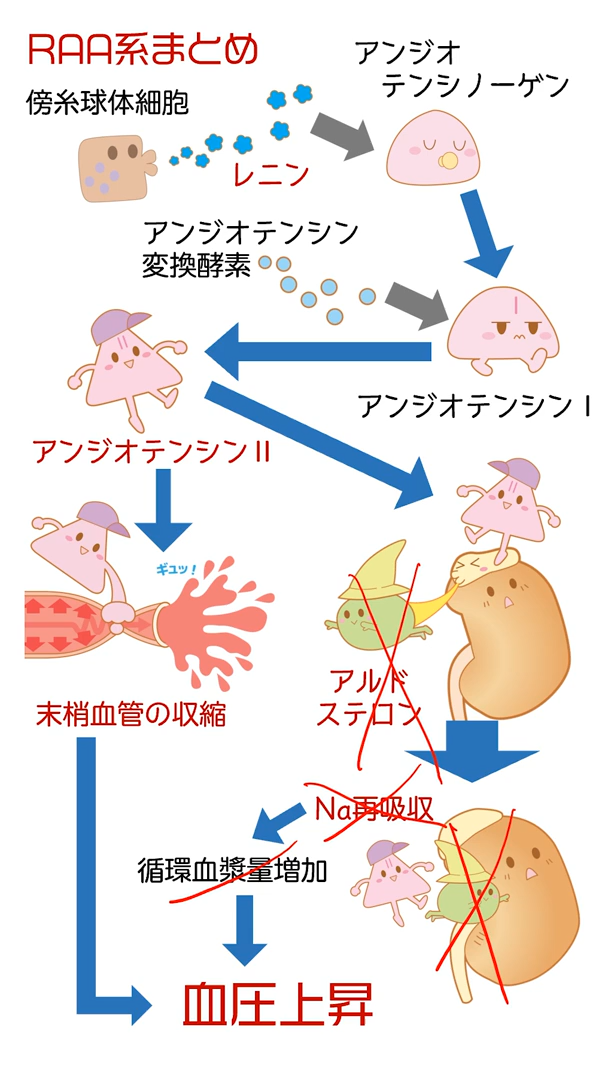 RAA系まとめ
アンジオ
テンシノーゲン
傍糸球体細胞
レニン
アンジオテンシン
変換酵素
アンジオテンシンⅠ
アンジオテンシンⅡ
ギュッ!
アルド
ステロン
末梢血管の収縮
Na再吸収
循環血漿量増加
血圧上昇